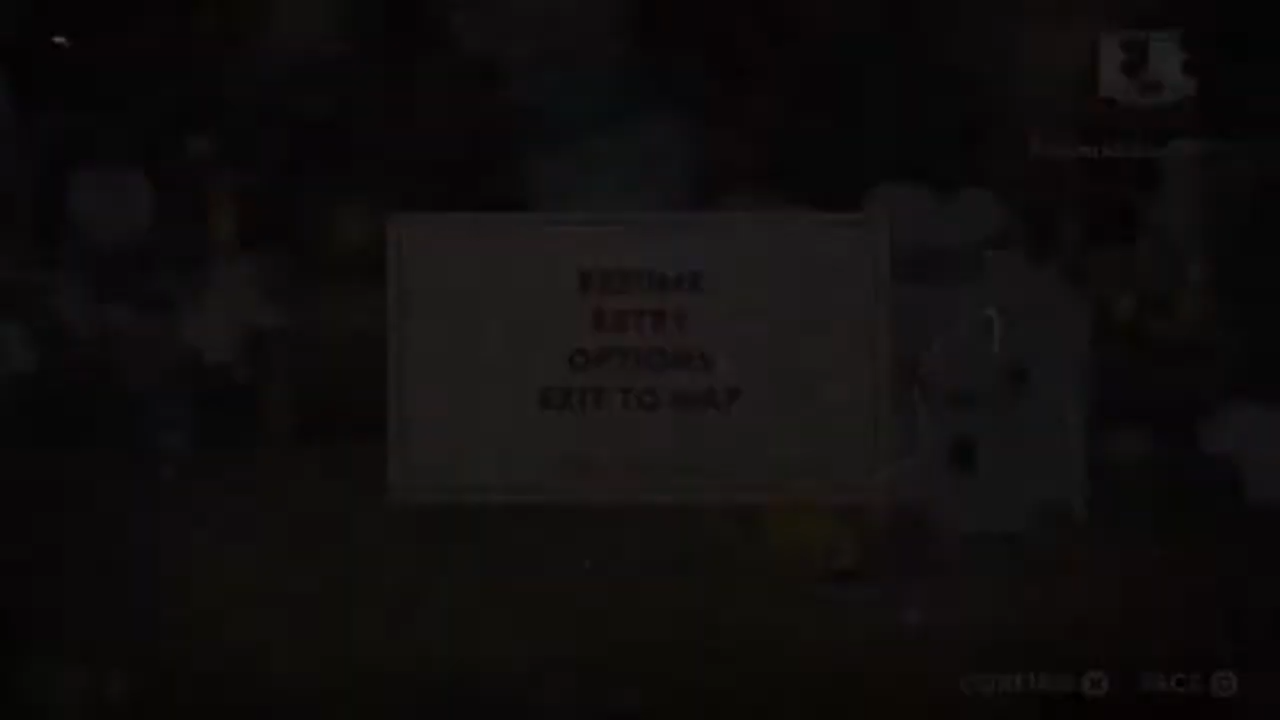 RESUME
RETRY
OPTIONS
EXIT TO MAP
CONFIRM
BACK